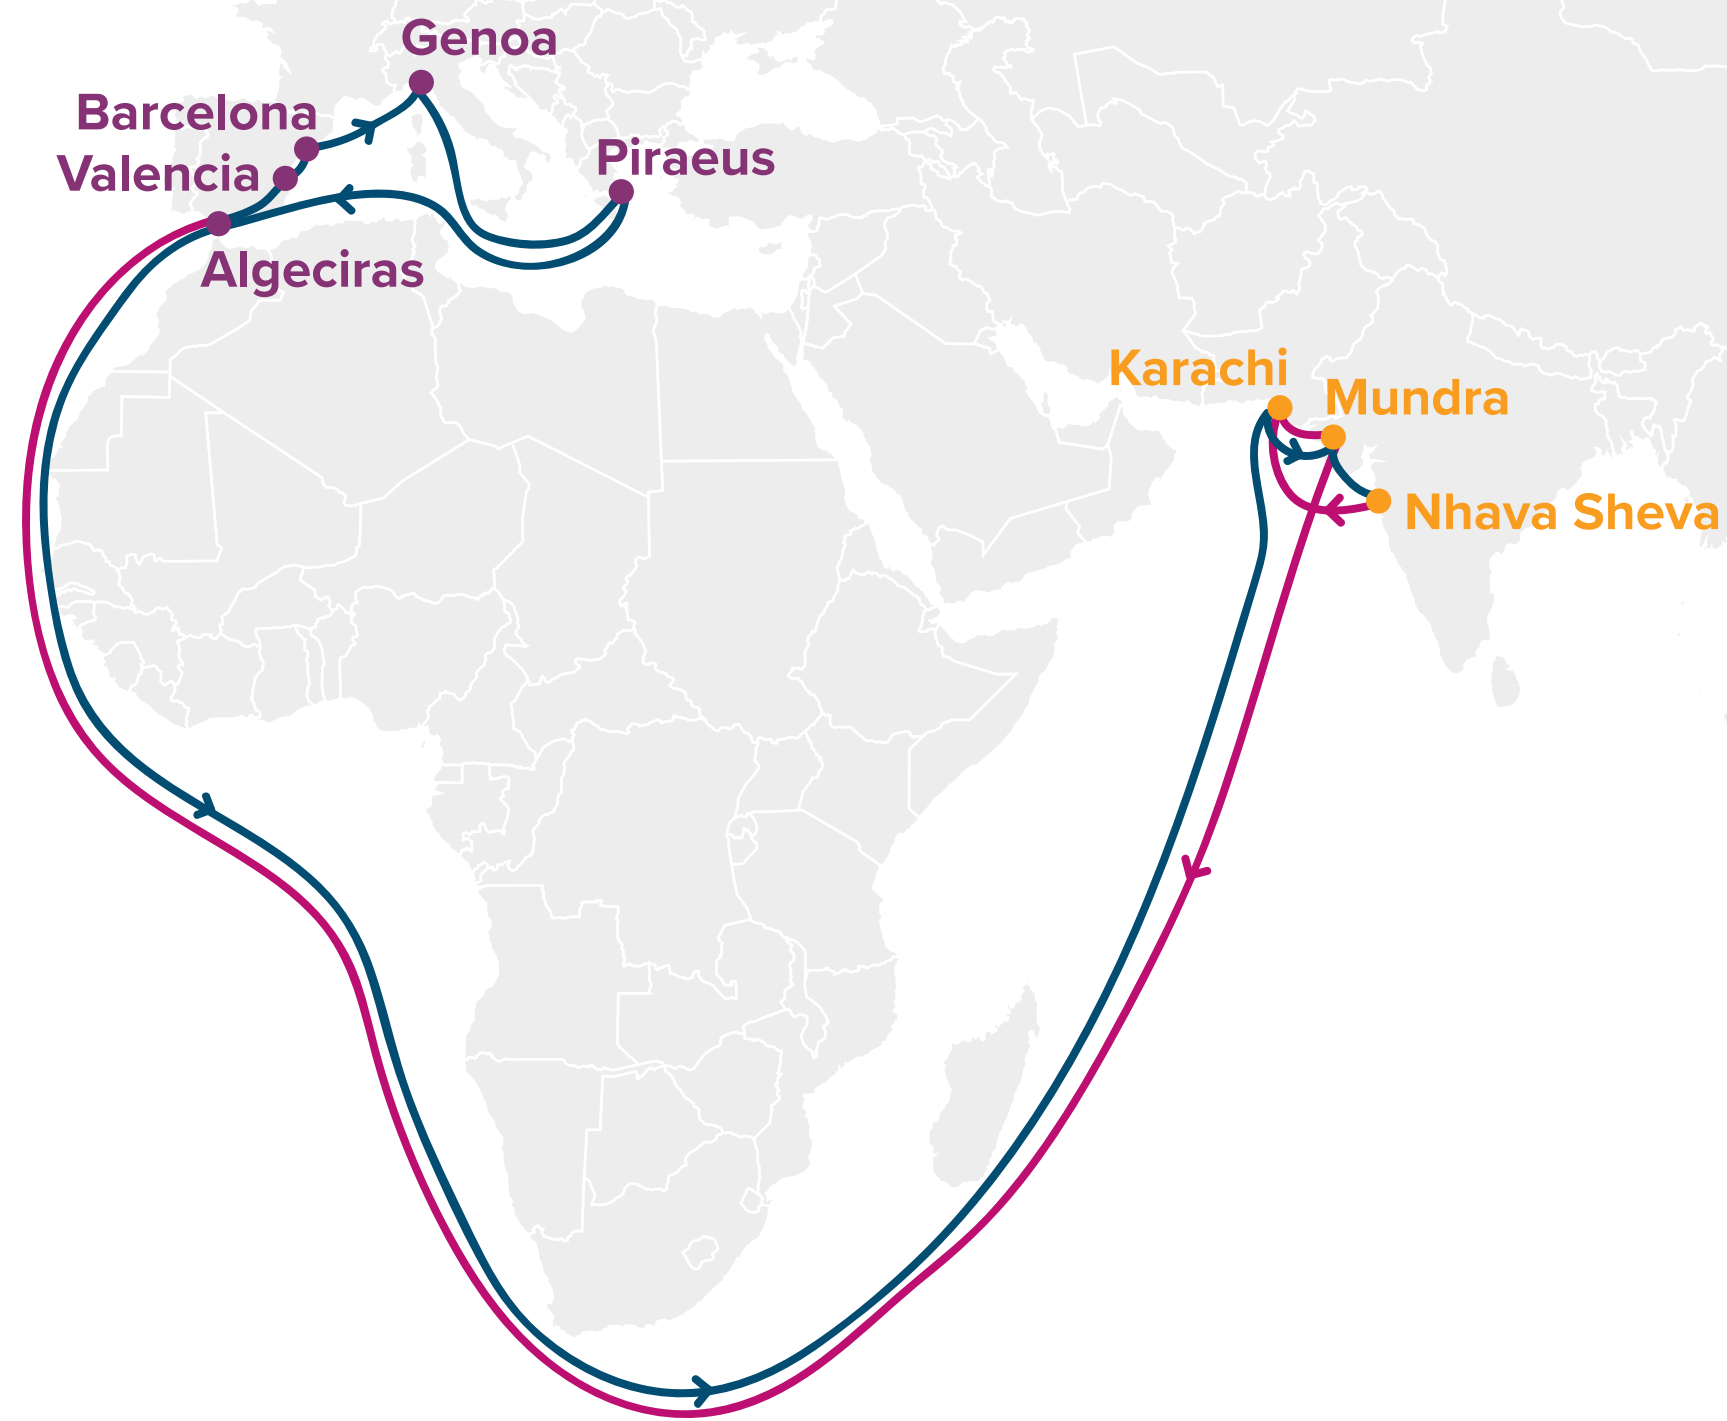 Genoa
Barcelona
Valencia
Piraeus
Algeciras
Karachi
Mundra
Nhava Sheva